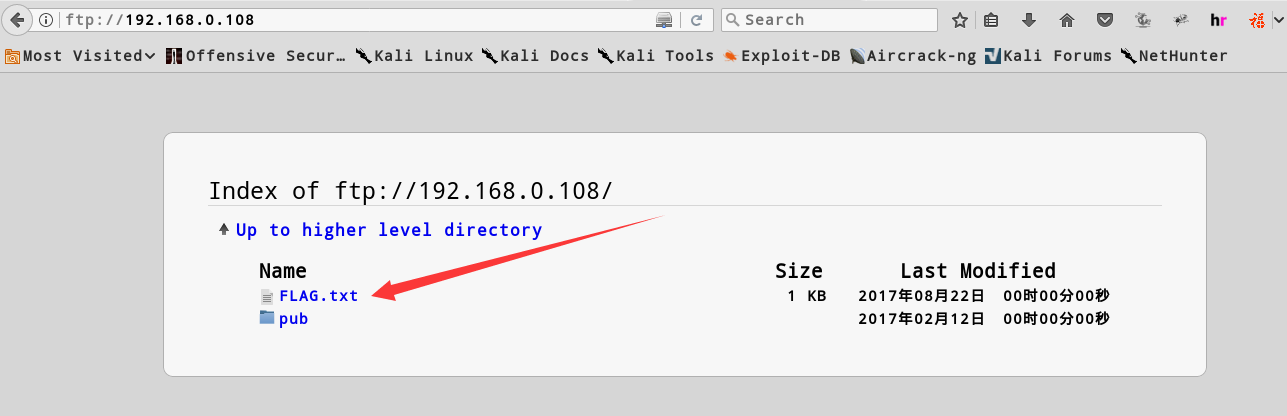 ftp://192.168.0.108 Search hr
Most Visited Offensive Secur… Kali Linux Kali Docs Kali Tools Exploit-DB Aircrack-ng Kali Forums NetHunter
Index of ftp://192.168.0.108/
Up to higher level directory
Name Size Last Modified
FLAG.txt 1 KB 2017年08月22日 00时00分00秒
pub 2017年02月12日 00时00分00秒